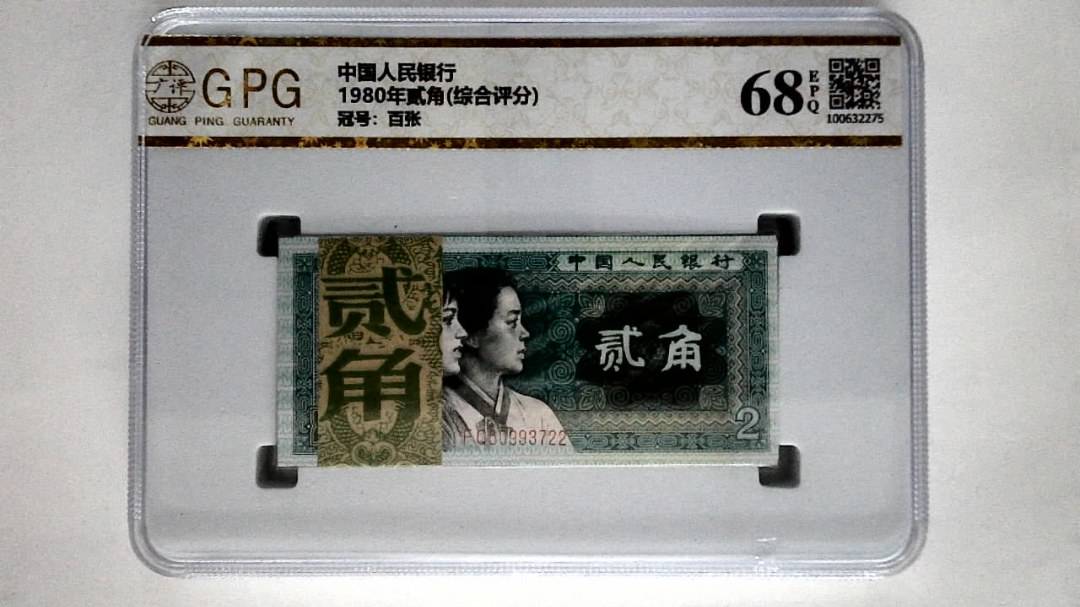 广评
GPG
GUANG PING GUARANTY
中国人民银行
1980年贰角(综合评分)
冠号：百张
68
EPQ
100632275
贰角
中国人民银行
贰角
2